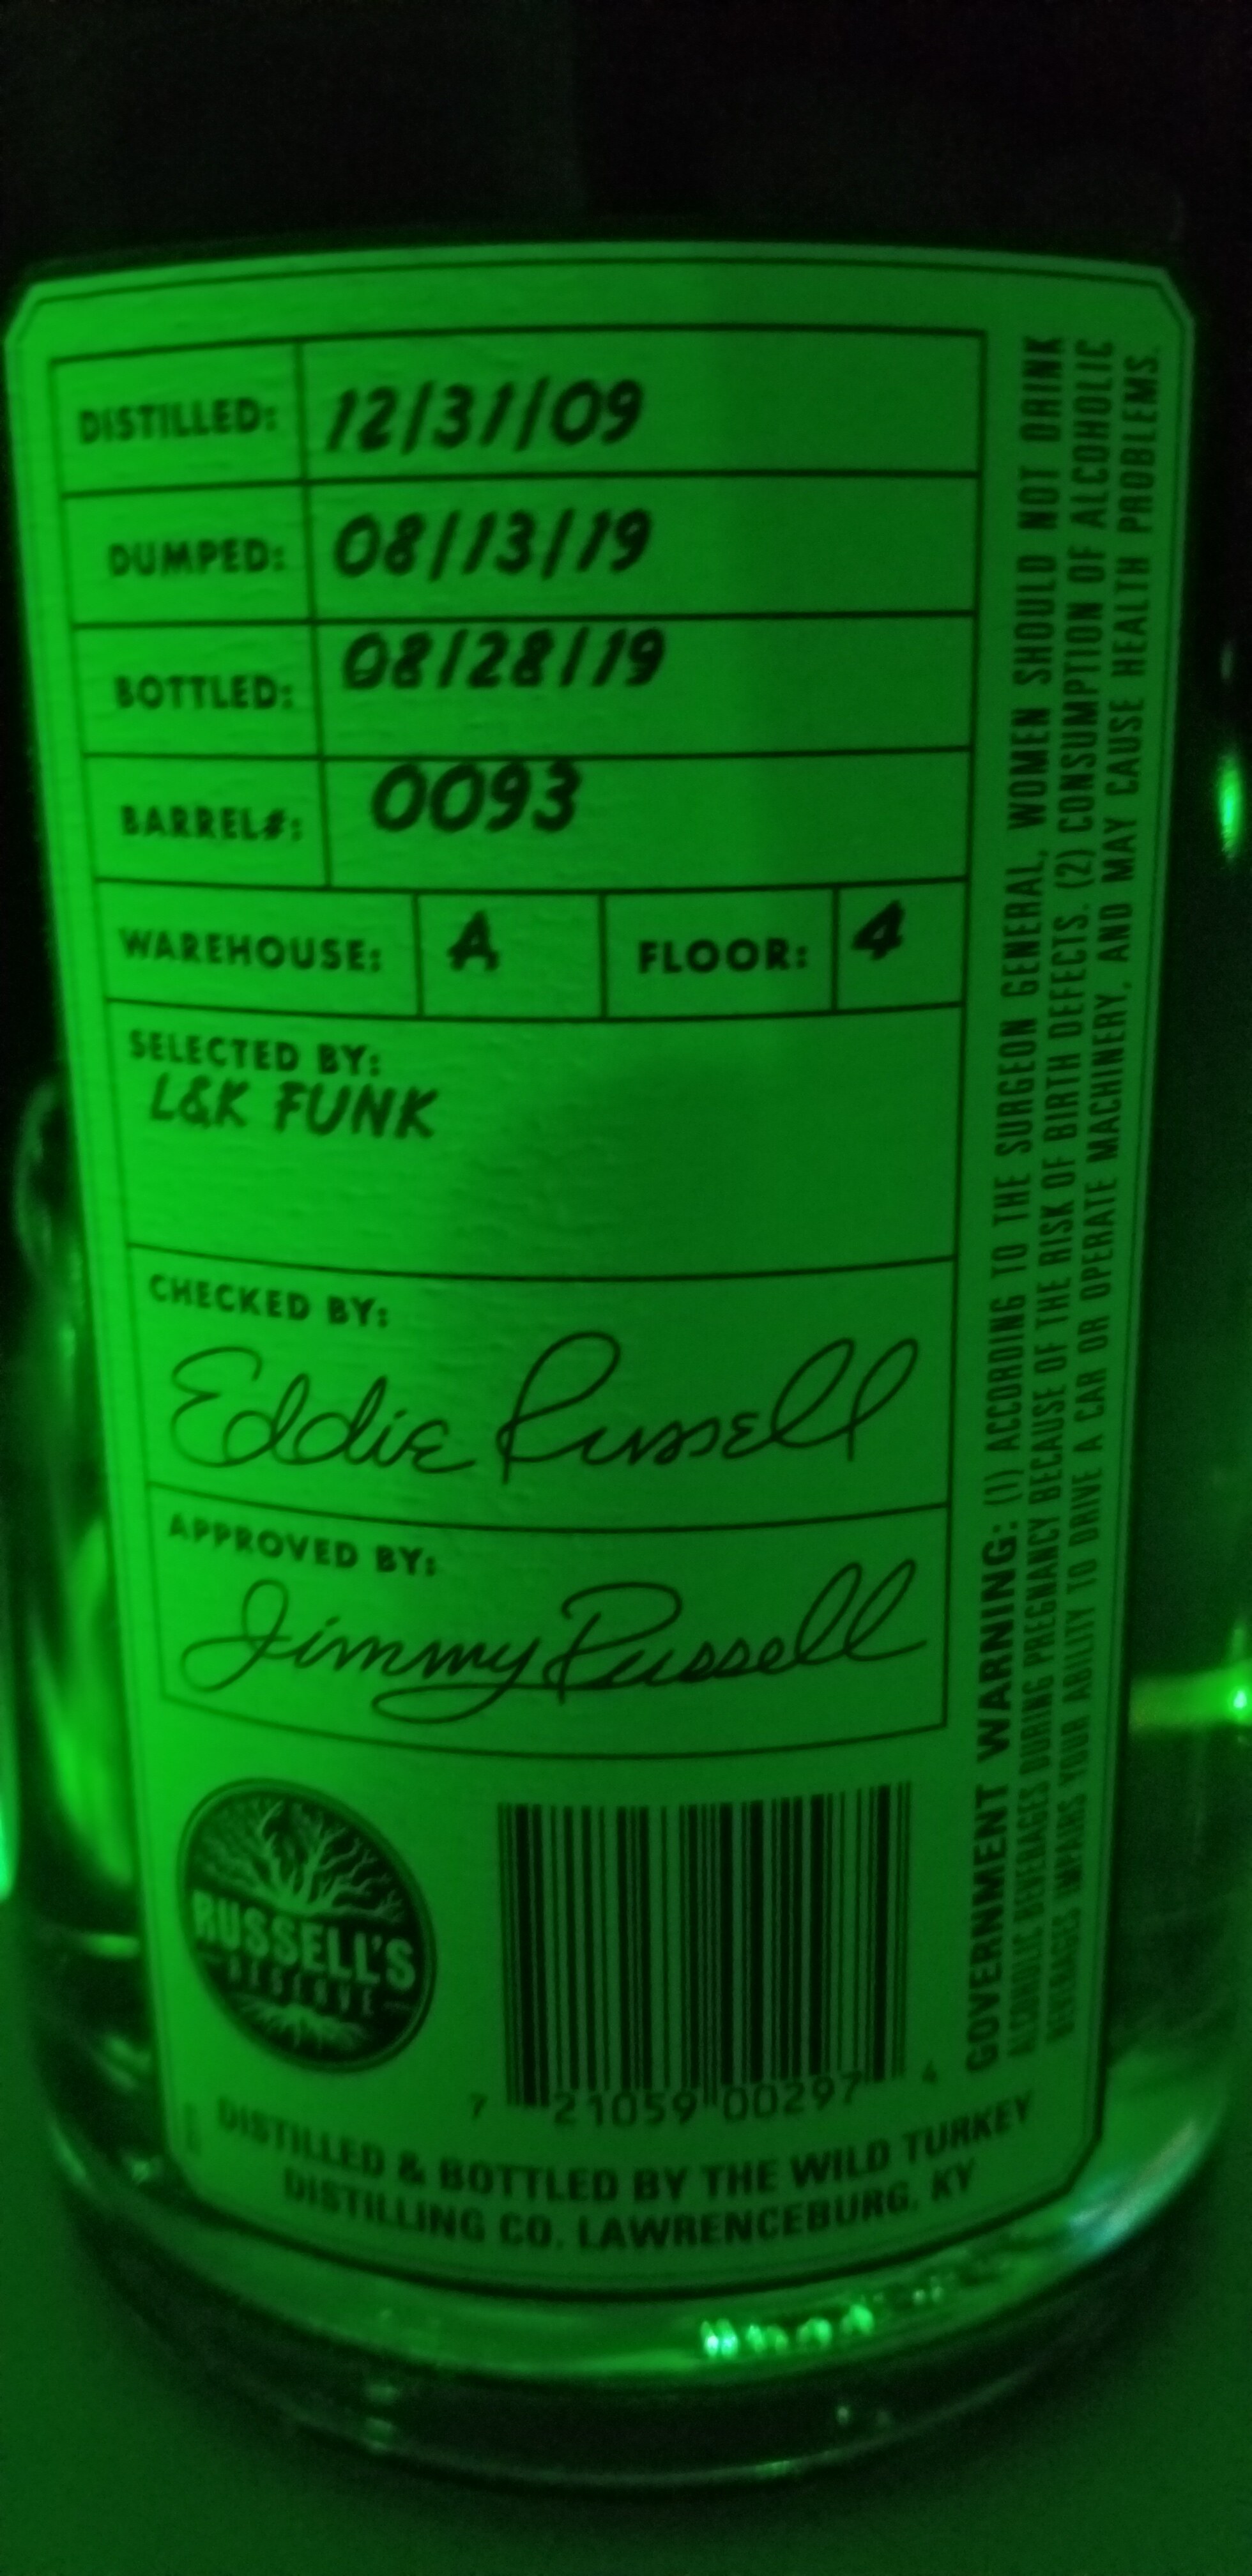 DISTILLED: 12/31/09
DUMPED: 08/13/19
BOTTLED: 08/28/19
BARREL#: 0093
WAREHOUSE: A FLOOR: 4
SELECTED BY:
L&K FUNK
CHECKED BY:
Eddie Russell
APPROVED BY:
Jimmy Russell
RUSSELL'S
RESERVE
7 21059 00297 4
DISTILLED & BOTTLED BY THE WILD TURKEY
DISTILLING CO. LAWRENCEBURG, KY
GOVERNMENT WARNING: (1) ACCORDING TO THE SURGEON GENERAL, WOMEN SHOULD NOT DRINK
ALCOHOLIC BEVERAGES DURING PREGNANCY BECAUSE OF THE RISK OF BIRTH DEFECTS. (2) CONSUMPTION OF ALCOHOLIC
BEVERAGES IMPAIRS YOUR ABILITY TO DRIVE A CAR OR OPERATE MACHINERY, AND MAY CAUSE HEALTH PROBLEMS.